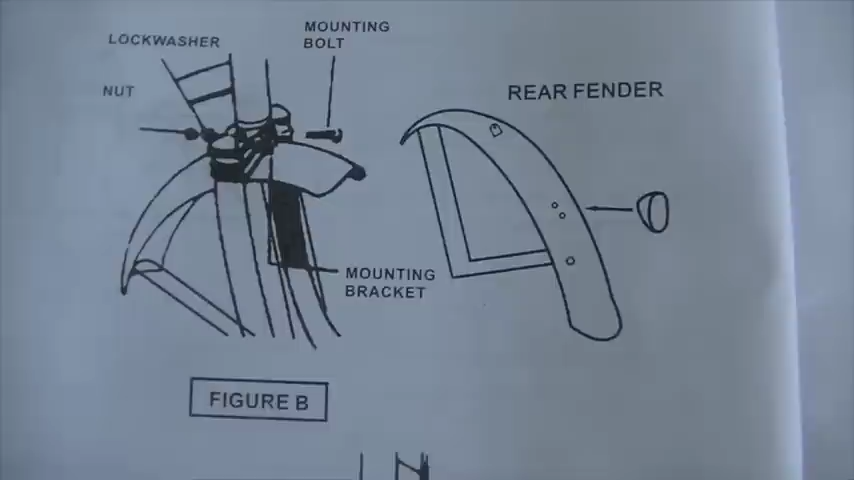 LOCKWASHER
MOUNTING
BOLT
NUT
REAR FENDER
MOUNTING
BRACKET
FIGURE B